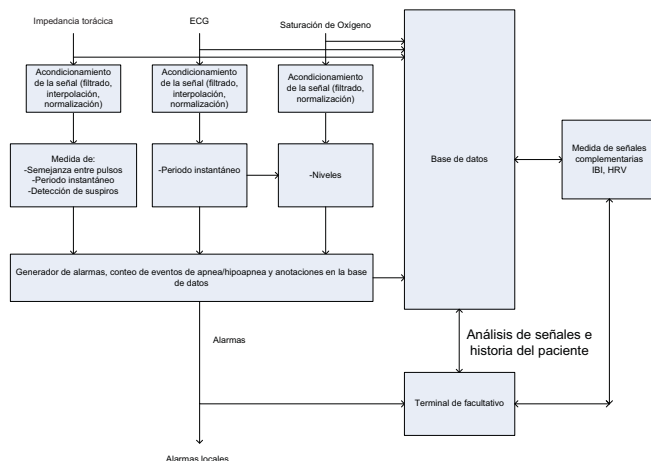 Impedancia torácica
ECG
Saturación de Oxígeno
Acondicionamiento
de la señal (filtrado,
interpolación,
normalización)
Acondicionamiento
de la señal (filtrado,
interpolación,
normalización)
Acondicionamiento
de la señal (filtrado,
normalización)
Medida de:
-Semejanza entre pulsos
-Periodo instantáneo
-Detección de suspiros
-Periodo instantáneo
-Niveles
Base de datos
Medida de señales
complementarias
IBI, HRV
Generador de alarmas, conteo de eventos de apnea/hipoapnea y anotaciones en la base
de datos
Alarmas
Análisis de señales e
historia del paciente
Terminal de facultativo
Alarmas locales